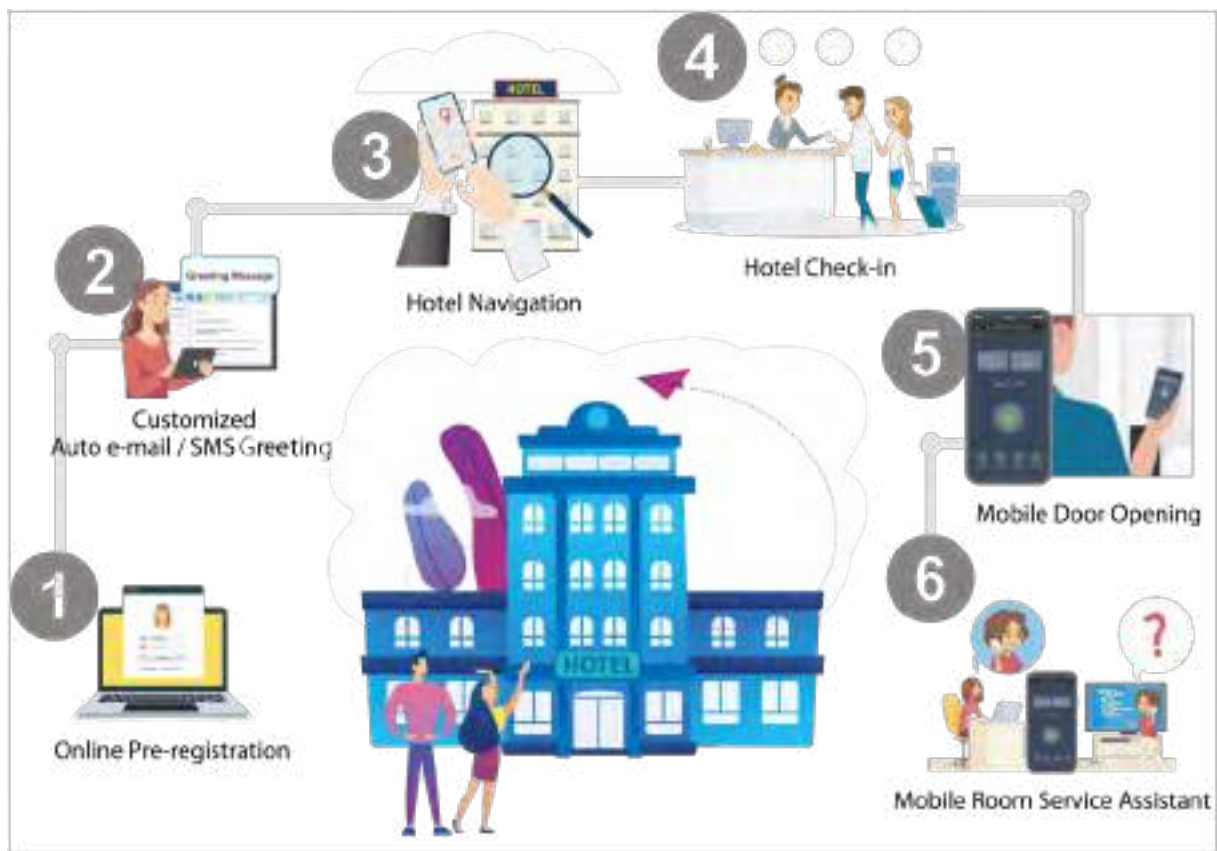 1
Online Pre-registration
2
Greeting Message
Customized
Auto e-mail / SMS Greeting
3
HOTEL
Hotel Navigation
4
Hotel Check-in
5
Mobile Door Opening
6
?
Mobile Room Service Assistant
HOTEL